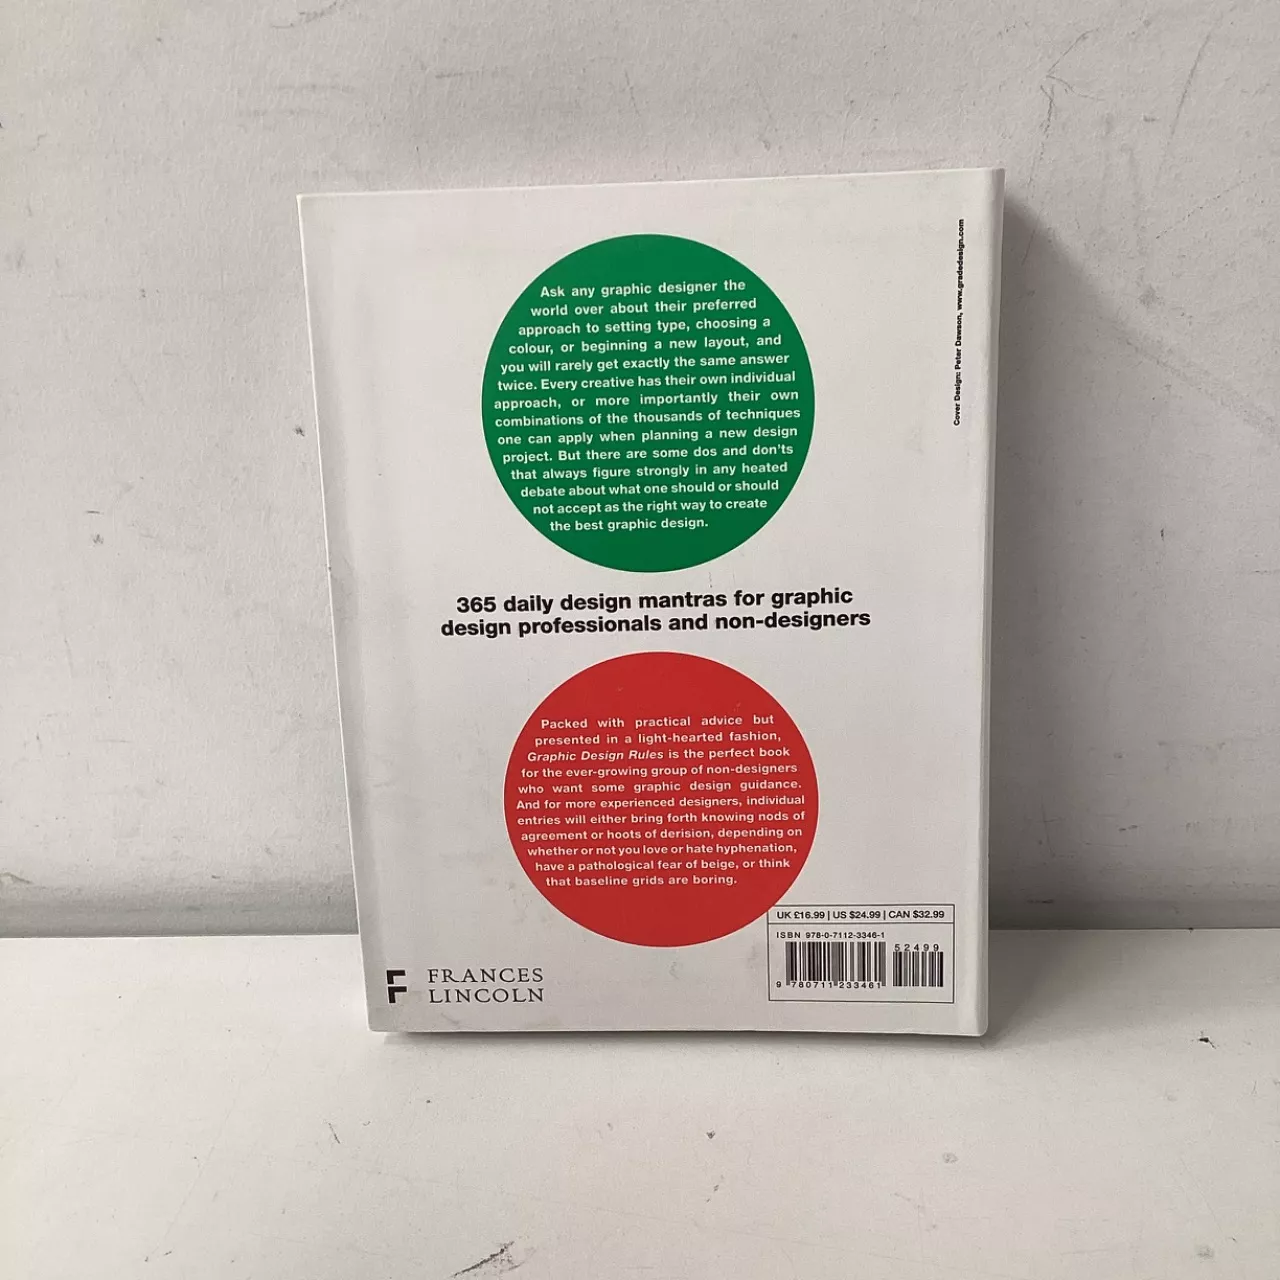 Ask any graphic designer the
world over about their preferred
approach to setting type, choosing a
colour, or beginning a new layout, and
you will rarely get exactly the same answer
twice. Every creative has their own individual
approach, or more importantly their own
combinations of the thousands of techniques
one can apply when planning a new design
project. But there are some dos and don'ts
that always figure strongly in any heated
debate about what one should or should
not accept as the right way to create
the best graphic design.
365 daily design mantras for graphic
design professionals and non-designers
Packed with practical advice but
presented in a light-hearted fashion,
Graphic Design Rules is the perfect book
for the ever-growing group of non-designers
who want some graphic design guidance.
And for more experienced designers, individual
entries will either bring forth knowing nods of
agreement or hoots of derision, depending on
whether or not you love or hate hyphenation,
have a pathological fear of beige, or think
that baseline grids are boring.
FRANCES
LINCOLN
UK £16.99 | US $24.99 | CAN $32.99
ISBN 978-0-7112-3346-1
52499
9 780711 233461
Cover Design: Peter Dawson, www.gradedesign.com